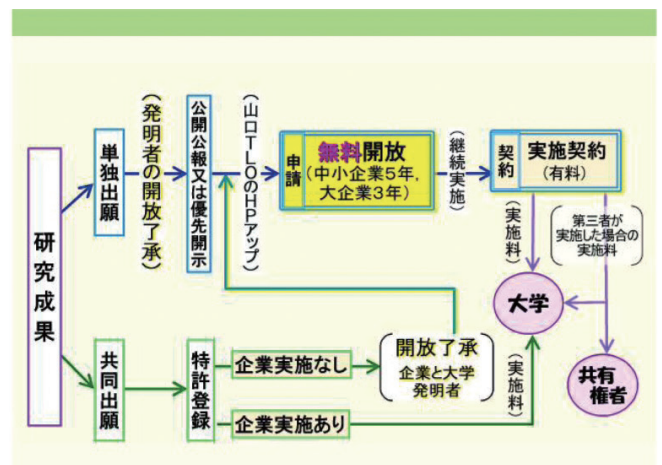 研究成果
単独出願
（発明者の開放了承）
公開公報又は優先開示
（山口TLOのHPアップ）
申請
無料開放
（中小企業5年,
大企業3年）
（継続実施）
契約
実施契約
（有料）
（実施料）
第三者が
実施した場合の
実施料
大学
共有
権者
共同出願
特許登録
企業実施なし
開放了承
企業と大学
発明者
（実施料）
企業実施あり